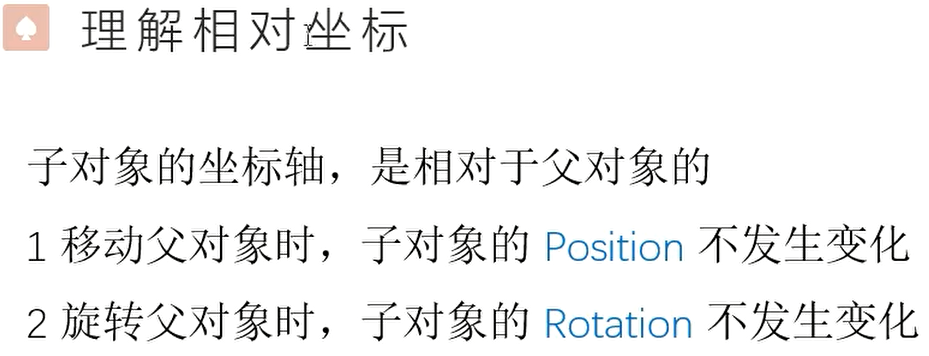 理解相对坐标
子对象的坐标轴，是相对于父对象的
1 移动父对象时，子对象的 Position 不发生变化
2 旋转父对象时，子对象的 Rotation 不发生变化